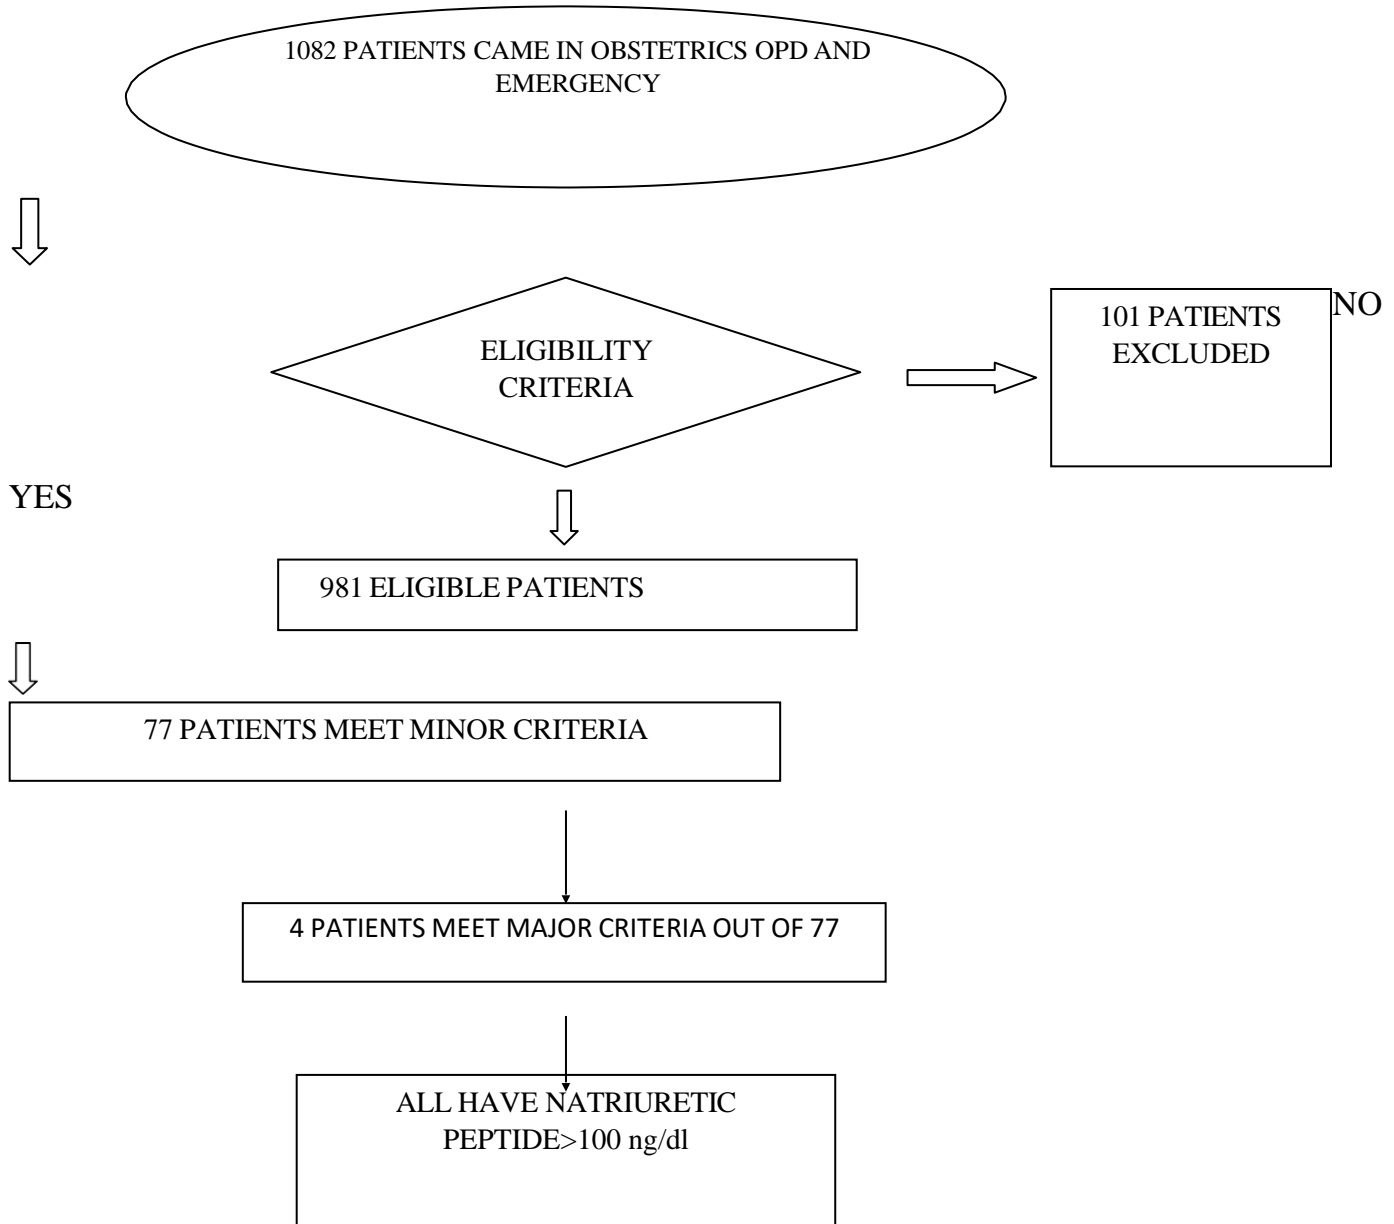 1082 PATIENTS CAME IN OBSTETRICS OPD AND
EMERGENCY
ELIGIBILITY
CRITERIA
101 PATIENTS
EXCLUDED
NO
YES
981 ELIGIBLE PATIENTS
77 PATIENTS MEET MINOR CRITERIA
4 PATIENTS MEET MAJOR CRITERIA OUT OF 77
ALL HAVE NATRIURETIC
PEPTIDE>100 ng/dl